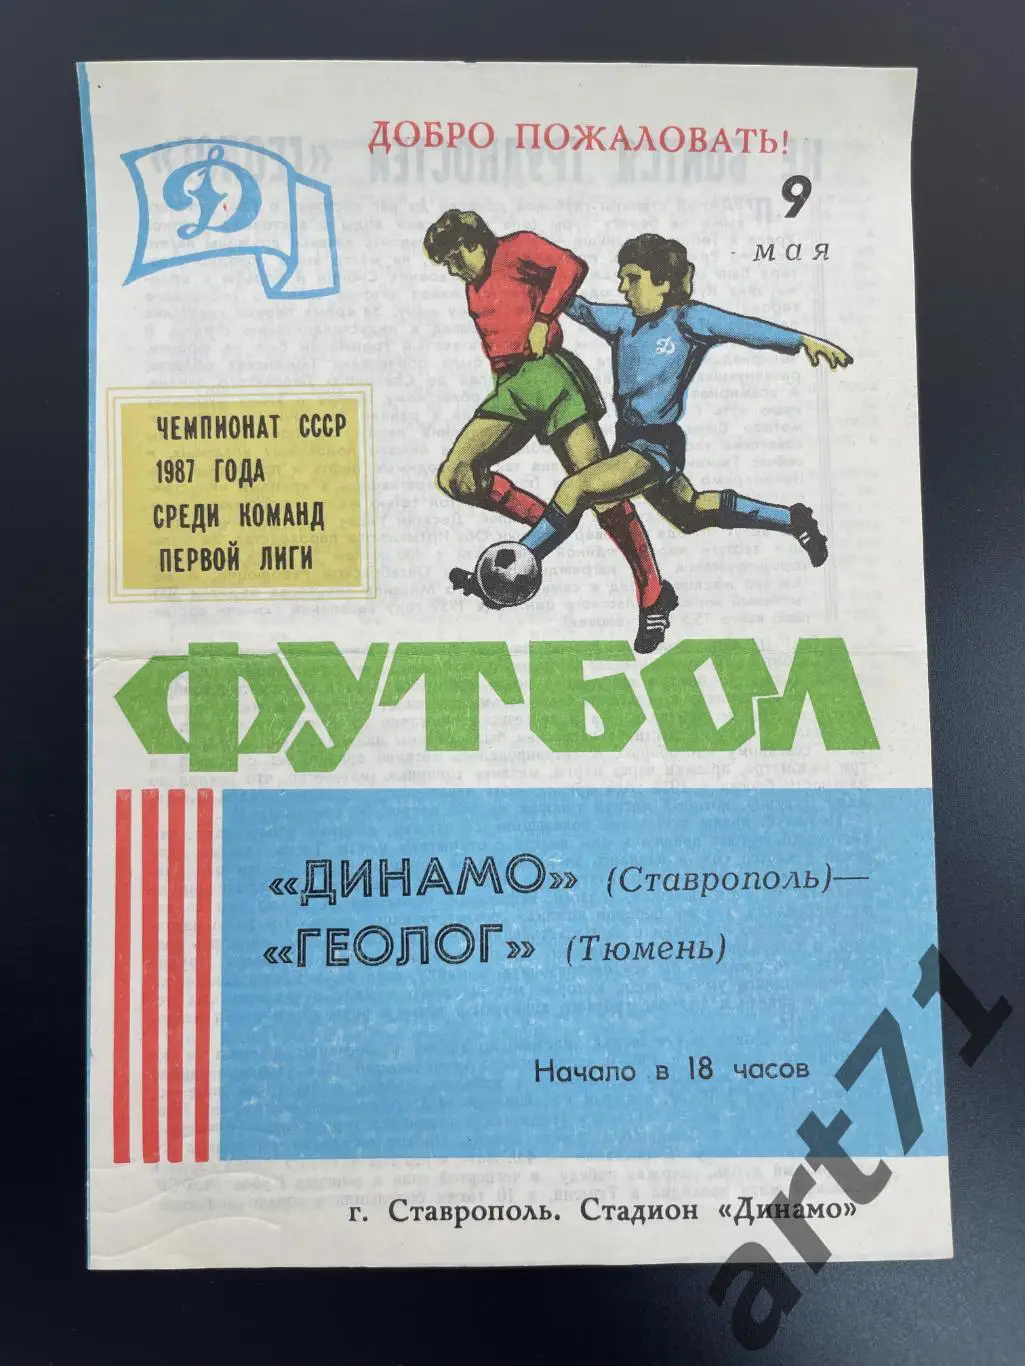 ДОБРО ПОЖАЛОВАТЬ!
9
мая
Д
Д
ЧЕМПИОНАТ СССР
1987 ГОДА
СРЕДИ КОМАНД
ПЕРВОЙ ЛИГИ
ФУТБОЛ
«ДИНАМО» (Ставрополь)—
«ГЕОЛОГ» (Тюмень)
Начало в 18 часов
г. Ставрополь. Стадион «Динамо»
art71